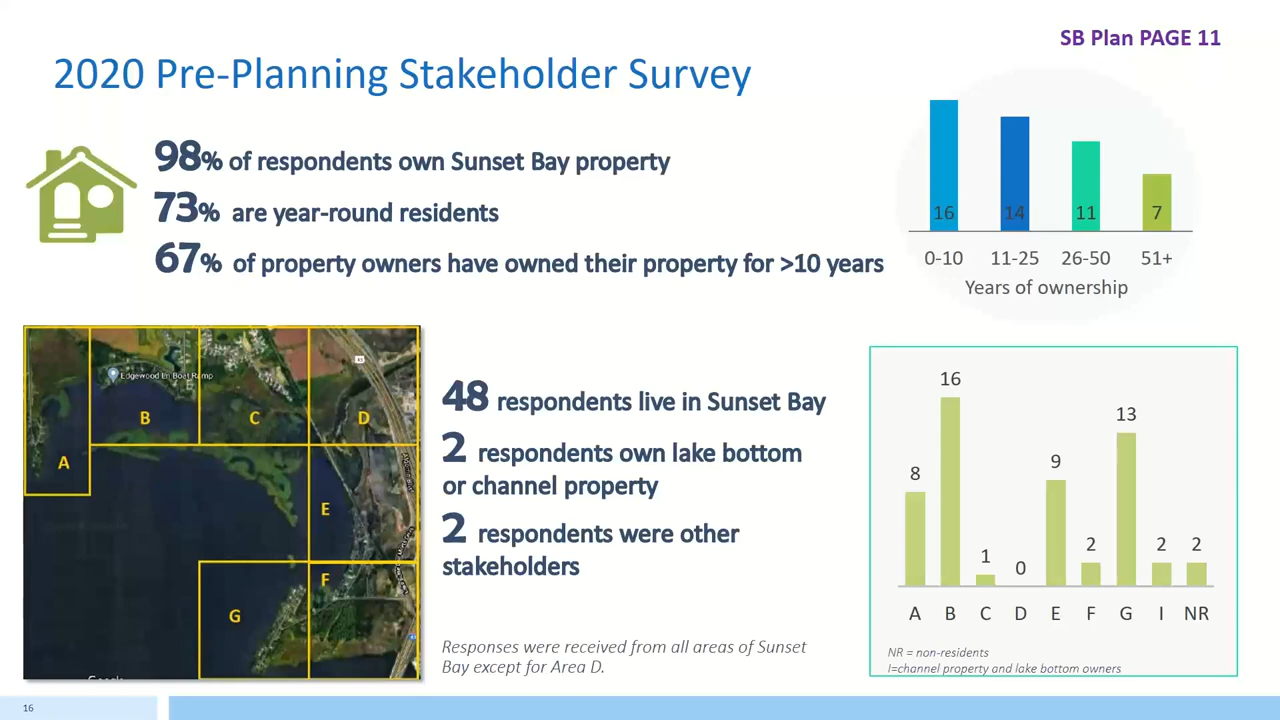 SB Plan PAGE 11
2020 Pre-Planning Stakeholder Survey
98% of respondents own Sunset Bay property
73% are year-round residents
67% of property owners have owned their property for >10 years
16 14 11 7
0-10 11-25 26-50 51+
Years of ownership
Edgewood Ln Boat Ramp
A
B
C
D
E
F
G
48 respondents live in Sunset Bay
2 respondents own lake bottom
or channel property
2 respondents were other
stakeholders
Responses were received from all areas of Sunset
Bay except for Area D.
8 16 1 0 9 2 13 2 2
A B C D E F G I NR
NR = non-residents
I=channel property and lake bottom owners
16